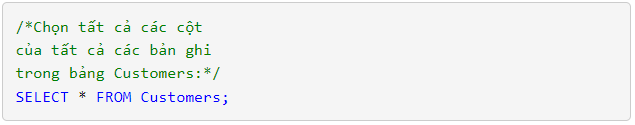 /*Chọn tất cả các cột
của tất cả các bản ghi
trong bảng Customers:*/
SELECT * FROM Customers;